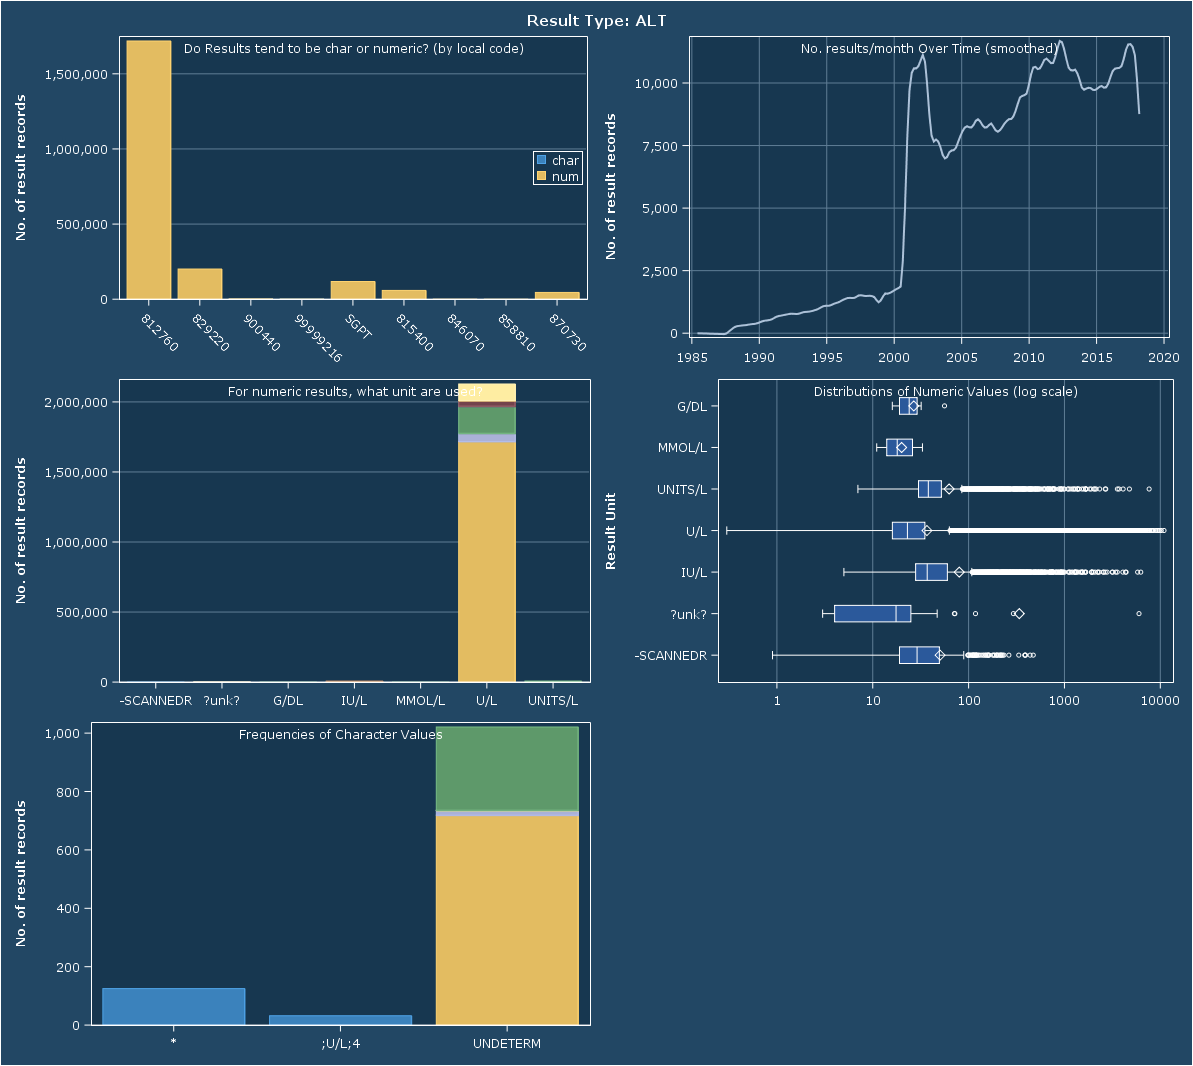 Result Type: ALT
Do Results tend to be char or numeric? (by local code)
No. of result records
1,500,000
1,000,000
500,000
0
char
num
812760
829220
900440
99999216
SGPT
815400
846070
858810
870730
No. results/month Over Time (smoothed)
No. of result records
10,000
7,500
5,000
2,500
0
1985
1990
1995
2000
2005
2010
2015
2020
For numeric results, what unit are used?
No. of result records
2,000,000
1,500,000
1,000,000
500,000
0
-SCANNEDR
?unk?
G/DL
IU/L
MMOL/L
U/L
UNITS/L
Distributions of Numeric Values (log scale)
Result Unit
G/DL
MMOL/L
UNITS/L
U/L
IU/L
?unk?
-SCANNEDR
1
10
100
1000
10000
Frequencies of Character Values
No. of result records
1,000
800
600
400
200
0
*
;U/L;4
UNDETERM